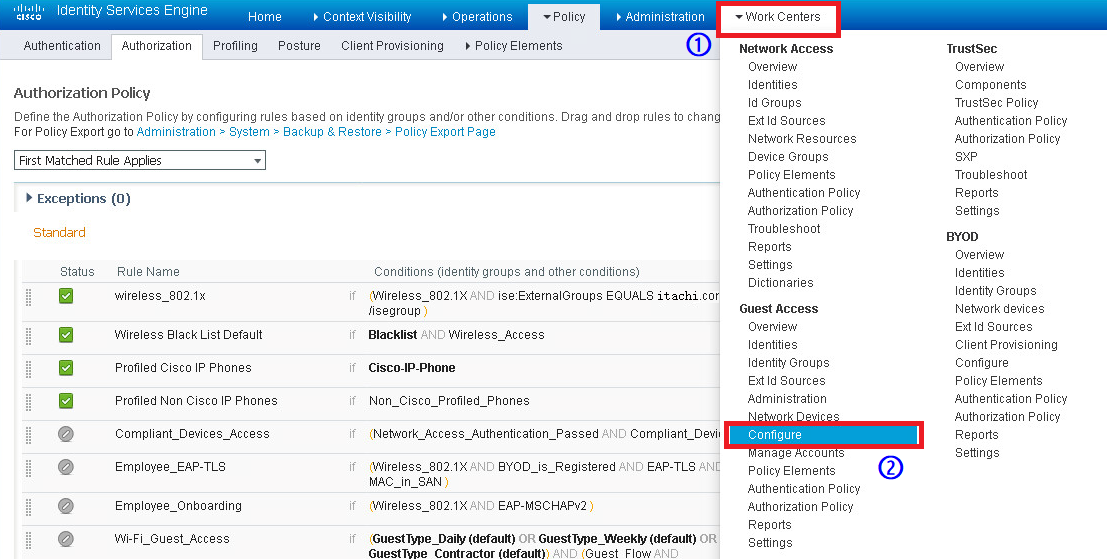 cisco Identity Services Engine
Home
Context Visibility
Operations
Policy
Administration
Work Centers
Authentication
Authorization
Profiling
Posture
Client Provisioning
Policy Elements
①
Authorization Policy
Define the Authorization Policy by configuring rules based on identity groups and/or other conditions. Drag and drop rules to chang
For Policy Export go to Administration > System > Backup & Restore > Policy Export Page
First Matched Rule Applies
Exceptions (0)
Standard
Status Rule Name Conditions (identity groups and other conditions)
wireless_802.1x if (Wireless_802.1X AND ise:ExternalGroups EQUALS itachi.cor
/isegroup )
Wireless Black List Default if Blacklist AND Wireless_Access
Profiled Cisco IP Phones if Cisco-IP-Phone
Profiled Non Cisco IP Phones if Non_Cisco_Profiled_Phones
Compliant_Devices_Access if (Network_Access_Authentication_Passed AND Compliant_Devi
Employee_EAP-TLS if (Wireless_802.1X AND BYOD_is_Registered AND EAP-TLS AND
MAC_in_SAN )
Employee_Onboarding if (Wireless_802.1X AND EAP-MSCHAPv2 )
Wi-Fi_Guest_Access if (GuestType_Daily (default) OR GuestType_Weekly (default) OR
GuestType_Contractor (default) AND (Guest_Flow AND
Network Access
Overview
Identities
Id Groups
Ext Id Sources
Network Resources
Device Groups
Policy Elements
Authentication Policy
Authorization Policy
Troubleshoot
Reports
Settings
Dictionaries
Guest Access
Overview
Identities
Identity Groups
Ext Id Sources
Administration
Network Devices
Configure
Manage Accounts
②
Policy Elements
Authentication Policy
Authorization Policy
Reports
Settings
TrustSec
Overview
Components
TrustSec Policy
Authentication Policy
Authorization Policy
SXP
Troubleshoot
Reports
Settings
BYOD
Overview
Identities
Identity Groups
Network devices
Ext Id Sources
Client Provisioning
Configure
Policy Elements
Authentication Policy
Authorization Policy
Reports
Settings